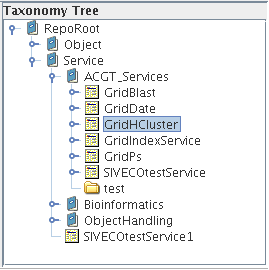 Taxonomy Tree
RepoRoot
Object
Service
ACGT_Services
GridBlast
GridDate
GridHCluster
GridIndexService
GridPs
SIVECOtestService
test
Bioinformatics
ObjectHandling
SIVECOtestService1